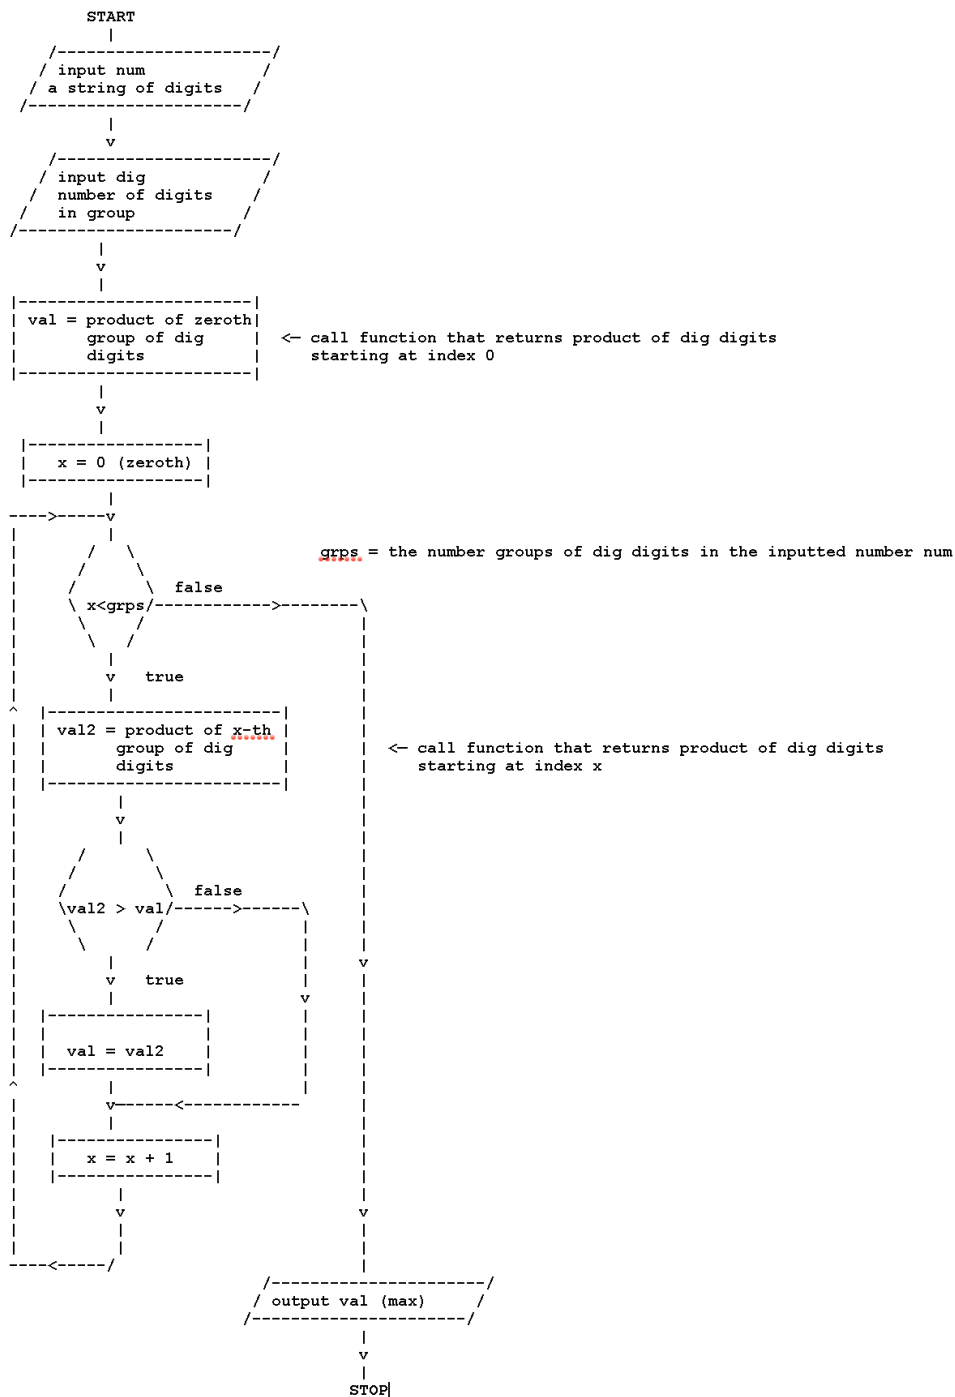 START
input num
a string of digits
input dig
number of digits
in group
val = product of zeroth
group of dig
digits
<— call function that returns product of dig digits
starting at index 0
x = 0 (zeroth)
grps = the number groups of dig digits in the inputted number num
false
x<grps
true
val2 = product of x-th
group of dig
digits
<— call function that returns product of dig digits
starting at index x
false
val2 > val
true
val = val2
x = x + 1
output val (max)
STOP